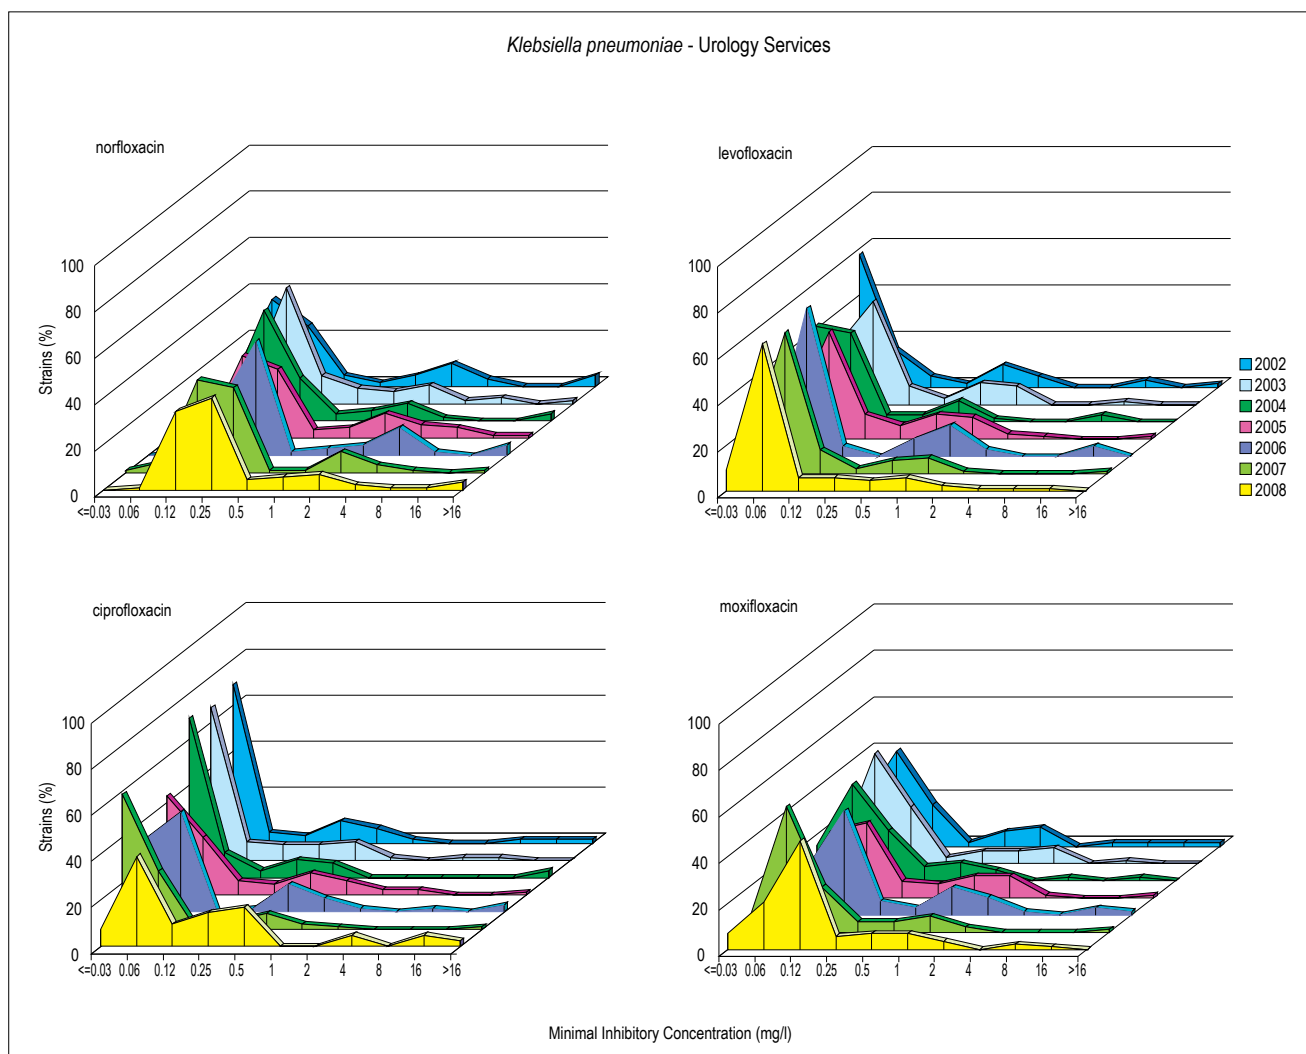 Klebsiella pneumoniae - Urology Services
norfloxacin
levofloxacin
100
80
60
40
20
0
Strains (%)
<=0.03 0.06 0.12 0.25 0.5 1 2 4 8 16 >16
100
80
60
40
20
0
<=0.03 0.06 0.12 0.25 0.5 1 2 4 8 16 >16
2002
2003
2004
2005
2006
2007
2008
ciprofloxacin
moxifloxacin
100
80
60
40
20
0
Strains (%)
<=0.03 0.06 0.12 0.25 0.5 1 2 4 8 16 >16
100
80
60
40
20
0
<=0.03 0.06 0.12 0.25 0.5 1 2 4 8 16 >16
Minimal Inhibitory Concentration (mg/l)